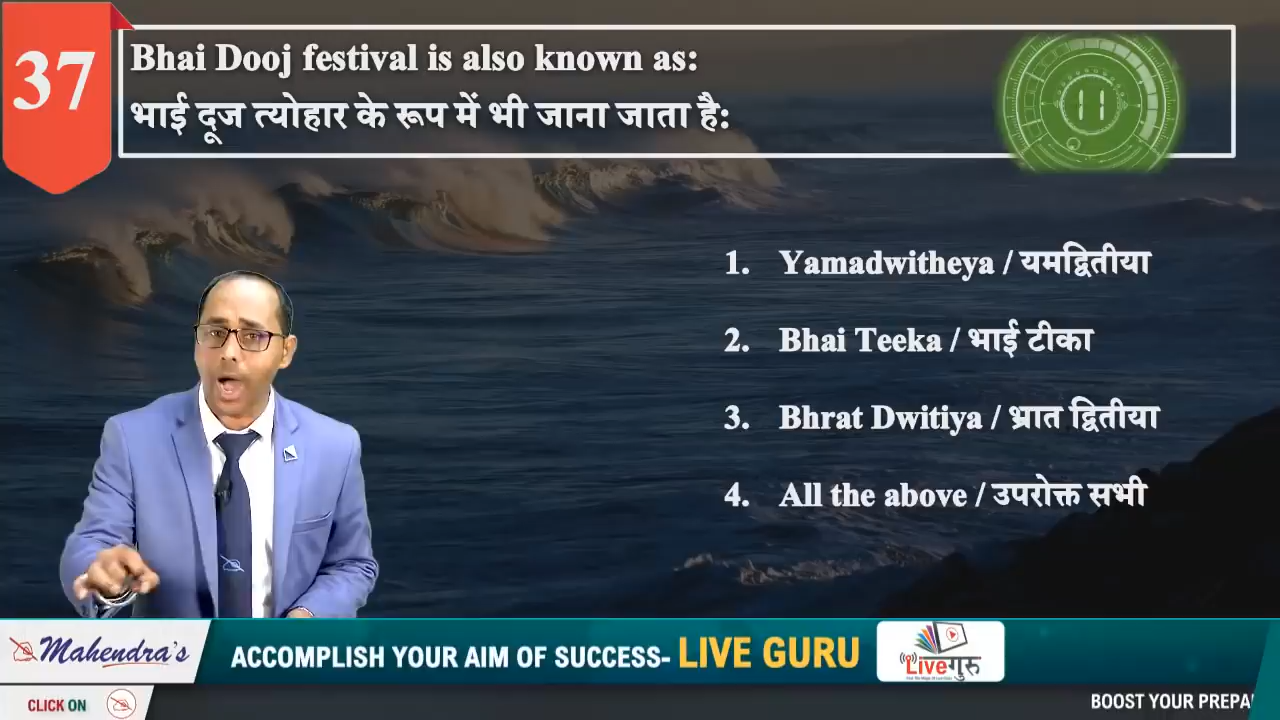 37
Bhai Dooj festival is also known as:
भाई दूज त्योहार के रूप में भी जाना जाता है:
11
1. Yamadwitheya / यमद्वितीया
2. Bhai Teeka / भाई टीका
3. Bhrat Dwitiya / भ्रात द्वितीया
4. All the above / उपरोक्त सभी
Mahendra's
ACCOMPLISH YOUR AIM OF SUCCESS- LIVE GURU
Liveगुरु
CLICK ON
BOOST YOUR PREPA